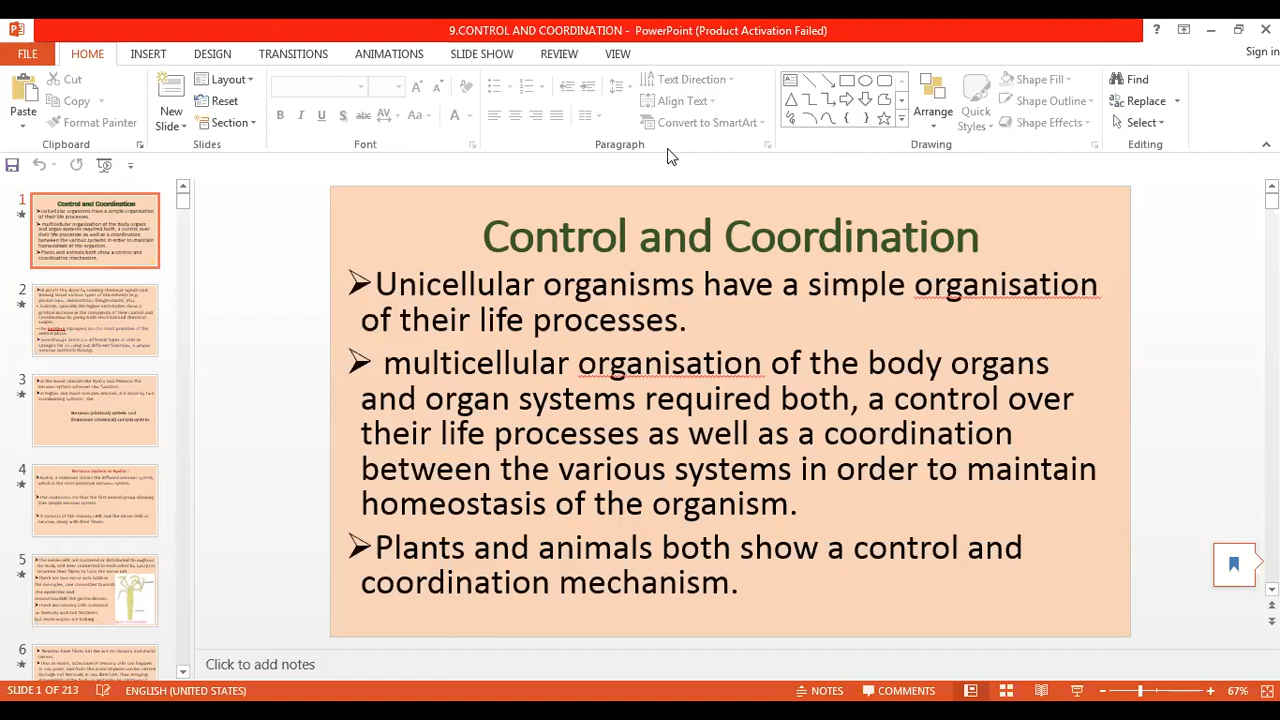 9.CONTROL AND COORDINATION - PowerPoint (Product Activation Failed)
FILE HOME INSERT DESIGN TRANSITIONS ANIMATIONS SLIDE SHOW REVIEW VIEW Sign in
Paste Cut Copy Format Painter Clipboard
New Slide Layout Reset Section Slides
Font
Text Direction Align Text Convert to SmartArt Paragraph
Arrange Quick Styles Shape Fill Shape Outline Shape Effects Drawing
Find Replace Select Editing
1
2
3
4
5
6
Control and Coordination
Unicellular organisms have a simple organisation
of their life processes.
multicellular organisation of the body organs
and organ systems required both, a control over
their life processes as well as a coordination
between the various systems in order to maintain
homeostasis of the organism.
Plants and animals both show a control and
coordination mechanism.
Click to add notes
SLIDE 1 OF 213 ENGLISH (UNITED STATES) NOTES COMMENTS 67%